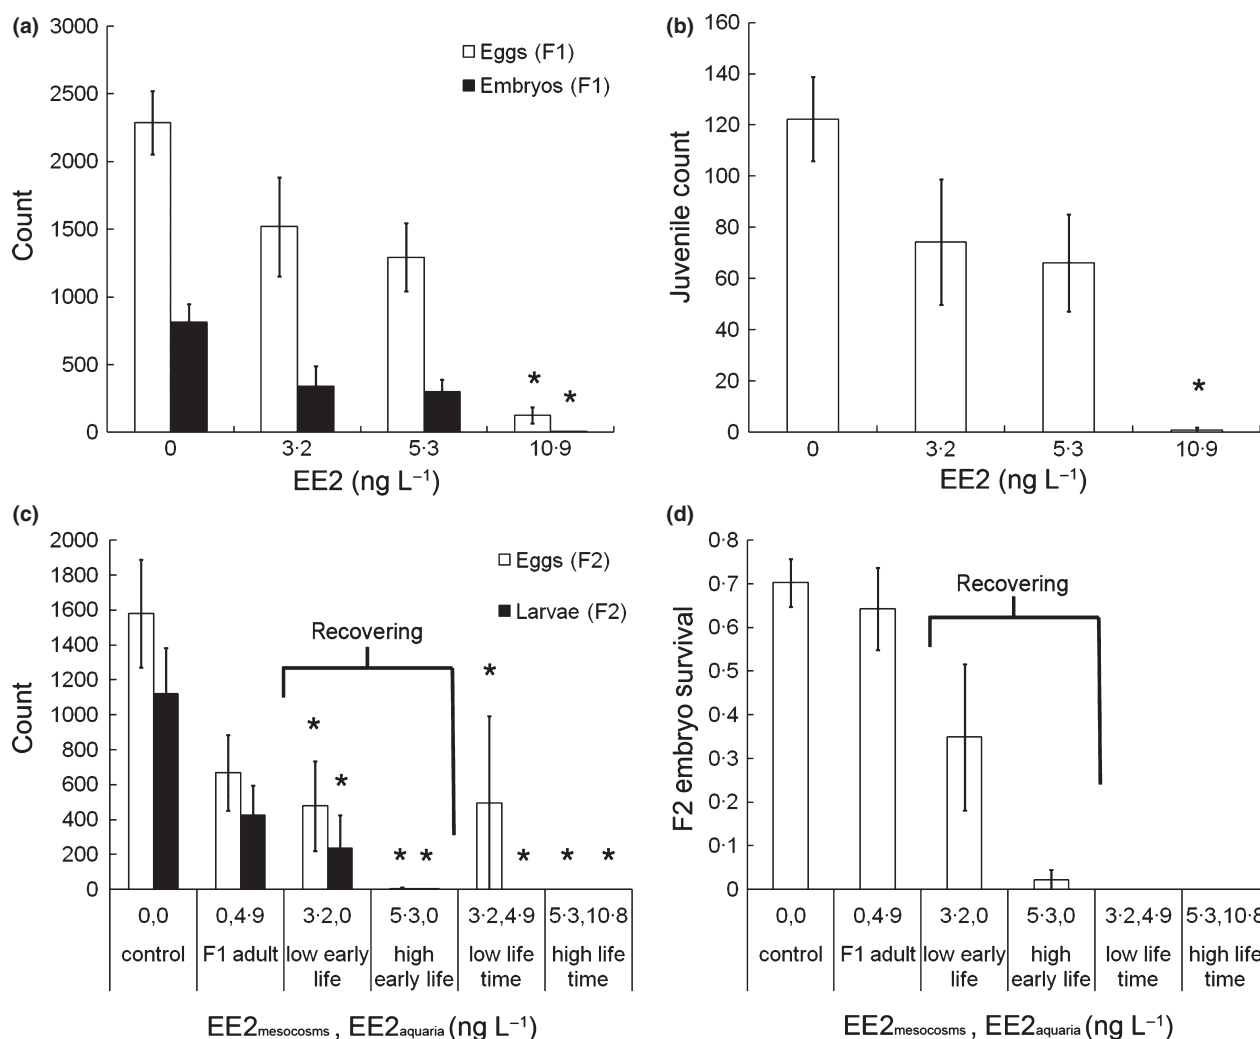 (a)
3000
2500
2000
1500
1000
500
0
Count
Eggs (F1)
Embryos (F1)
* *
0 3·2 5·3 10·9
EE2 (ng L−1)
(b)
160
140
120
100
80
60
40
20
0
Juvenile count
*
0 3·2 5·3 10·9
EE2 (ng L−1)
(c)
2000
1800
1600
1400
1200
1000
800
600
400
200
0
Count
Eggs (F2)
Larvae (F2)
Recovering
* * * * * * * *
0,0 0,4·9 3·2,0 5·3,0 3·2,4·9 5·3,10·8
control F1 adult low early high low life high life
life early life time time
EE2mesocosms , EE2aquaria (ng L−1)
(d)
0·8
0·7
0·6
0·5
0·4
0·3
0·2
0·1
0
F2 embryo survival
Recovering
0,0 0,4·9 3·2,0 5·3,0 3·2,4·9 5·3,10·8
control F1 adult low early high low life high life
life early life time time
EE2mesocosms , EE2aquaria (ng L−1)